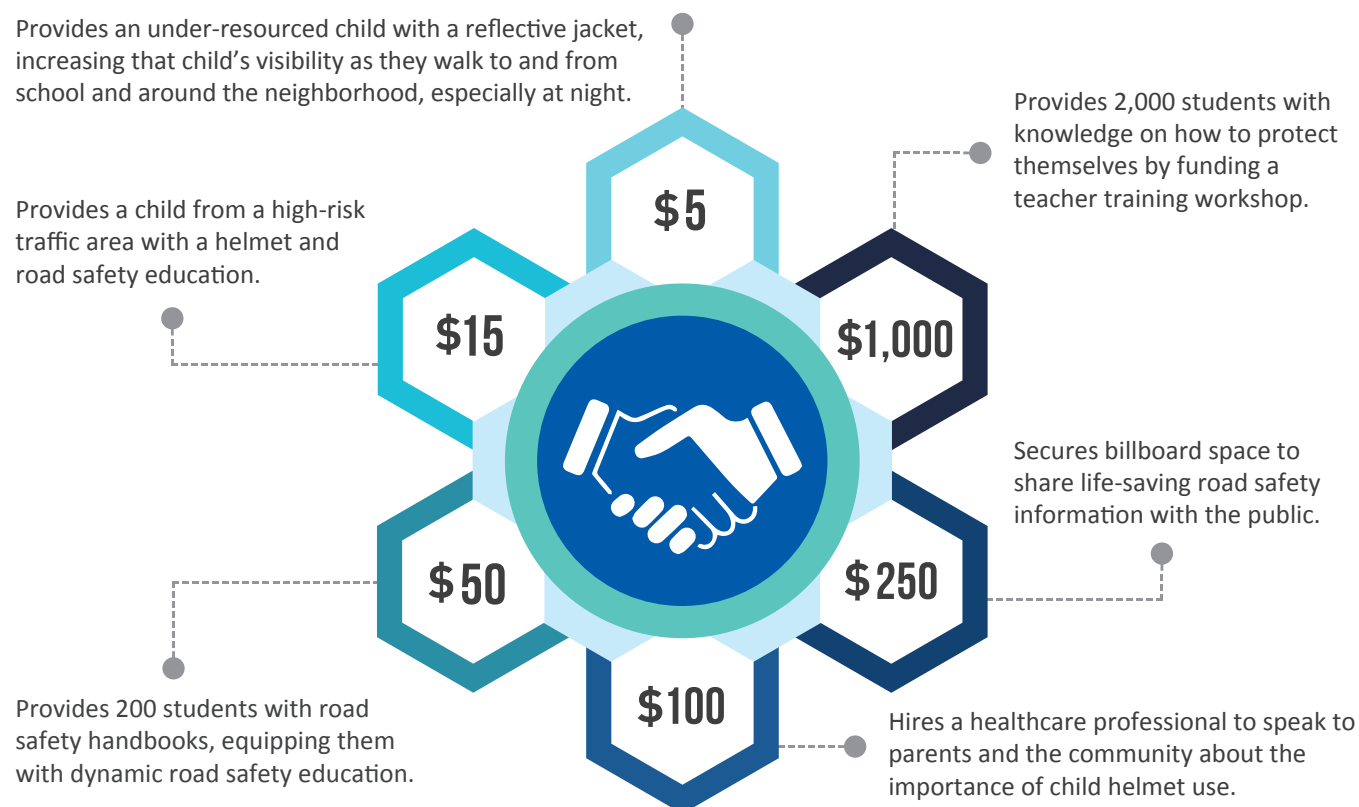 Provides an under-resourced child with a reflective jacket,
increasing that child’s visibility as they walk to and from
school and around the neighborhood, especially at night.
$5
Provides 2,000 students with
knowledge on how to protect
themselves by funding a
teacher training workshop.
$1,000
Provides a child from a high-risk
traffic area with a helmet and
road safety education.
$15
Secures billboard space to
share life-saving road safety
information with the public.
$250
$50
Provides 200 students with road
safety handbooks, equipping them
with dynamic road safety education.
$100
Hires a healthcare professional to speak to
parents and the community about the
importance of child helmet use.